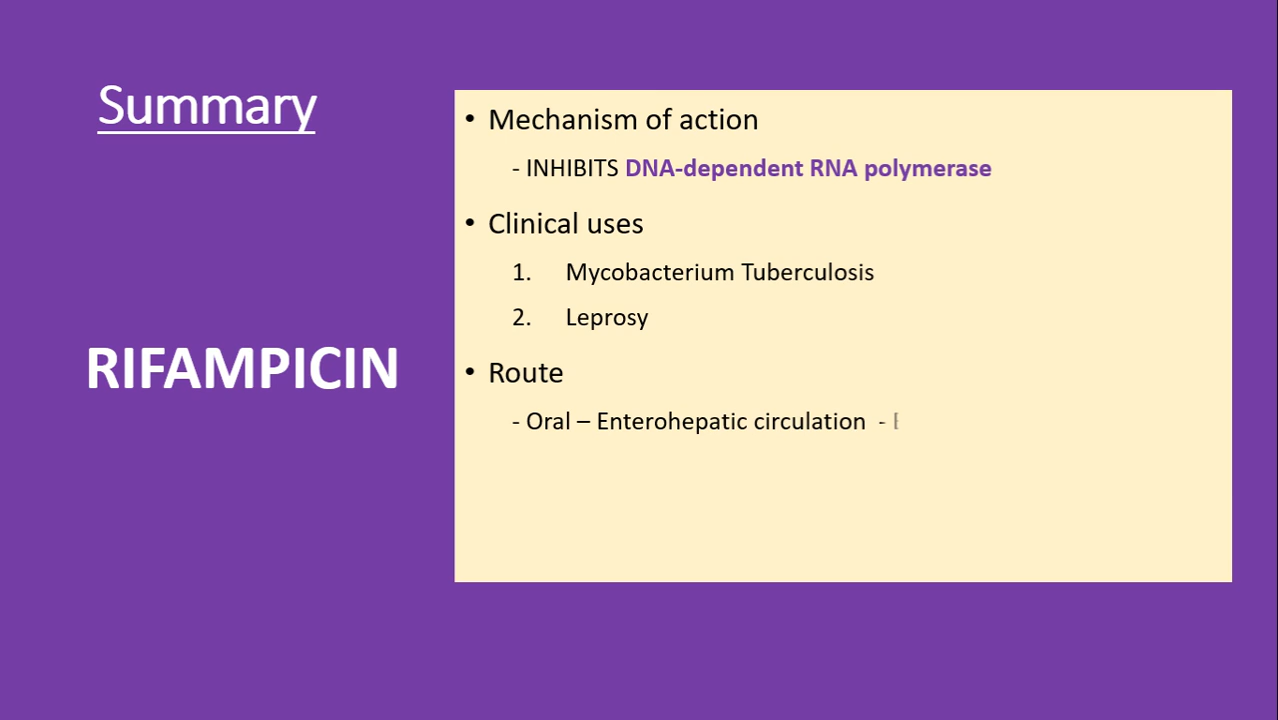 Summary
RIFAMPICIN
• Mechanism of action
- INHIBITS DNA-dependent RNA polymerase
• Clinical uses
1. Mycobacterium Tuberculosis
2. Leprosy
• Route
- Oral – Enterohepatic circulation -